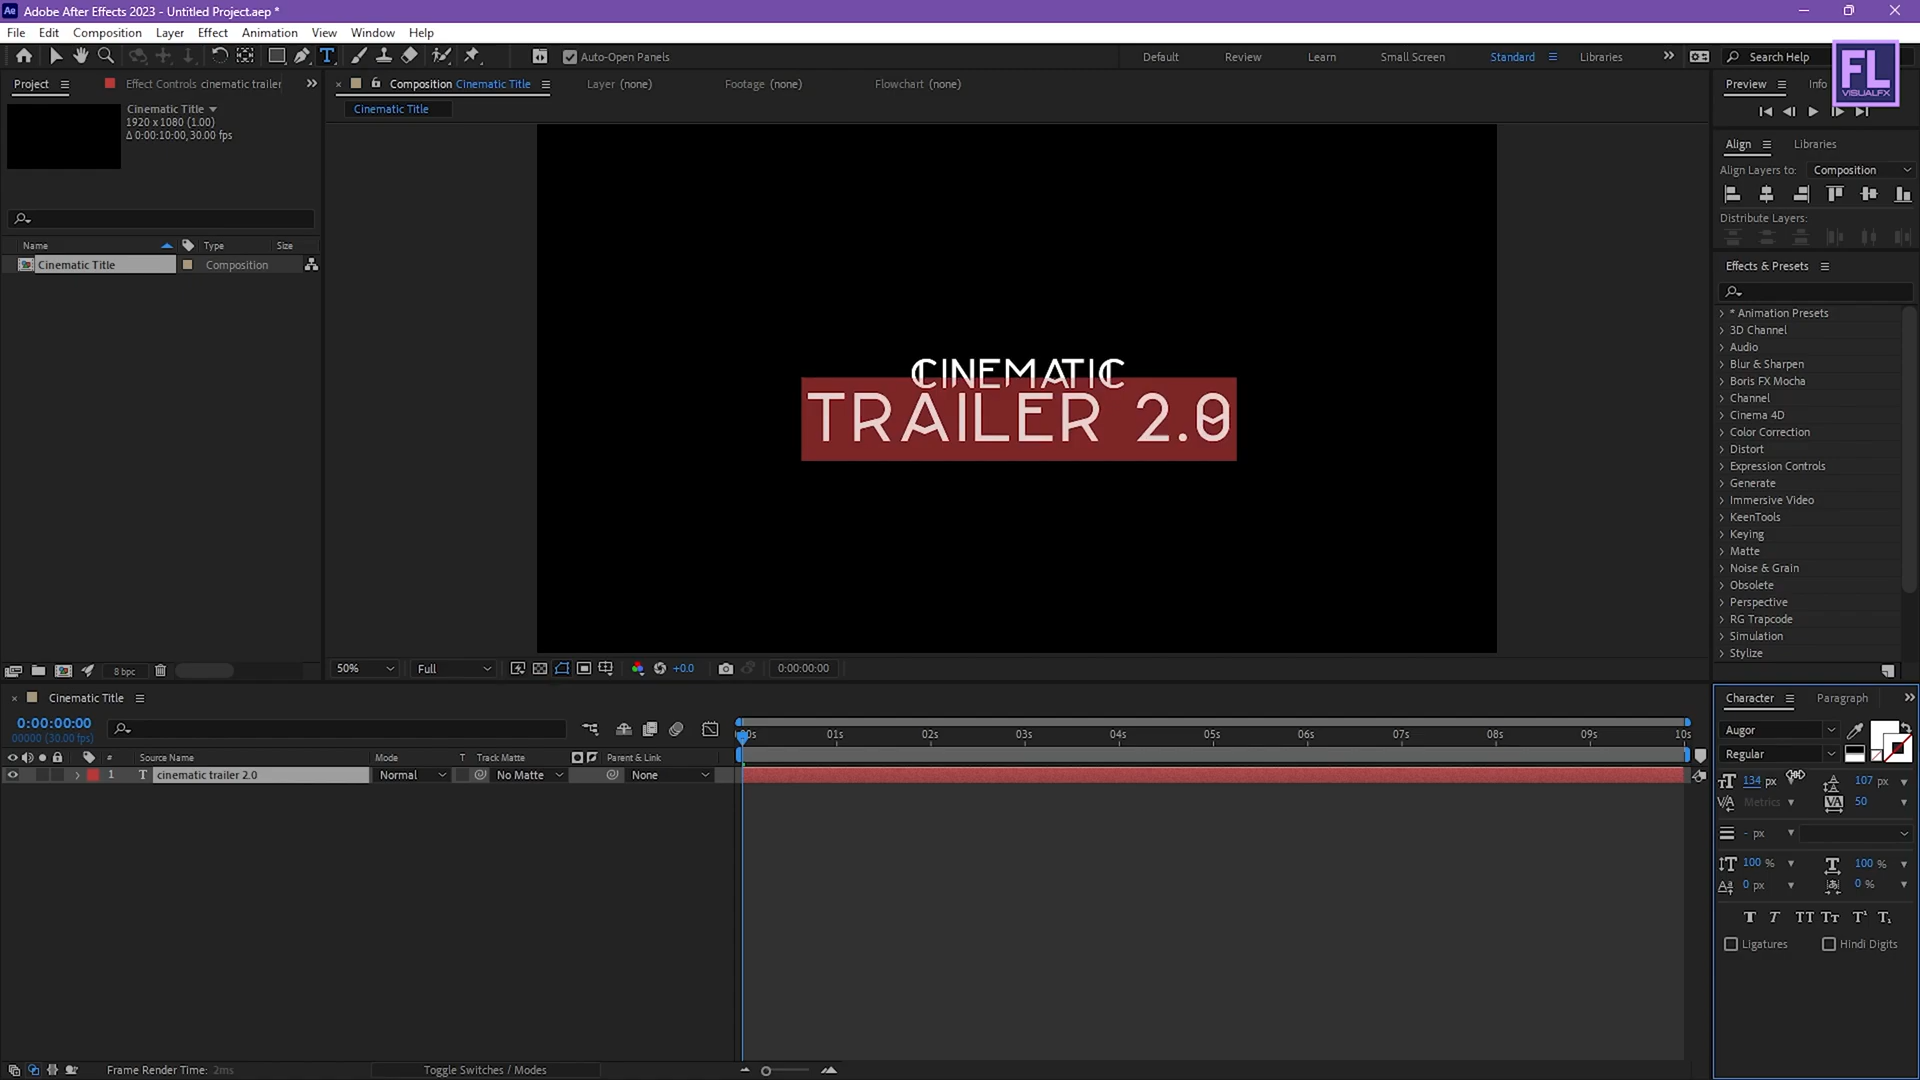 Ae Adobe After Effects 2023 - Untitled Project.aep *
File Edit Composition Layer Effect Animation View Window Help
Auto-Open Panels Default Review Learn Small Screen Standard Libraries Search Help
FL
VISUALFX
Project Effect Controls cinematic trailer Composition Cinematic Title Layer (none) Footage (none) Flowchart (none) Preview Info
Cinematic Title
1920 x 1080 (1.00)
Δ 0:00:10:00, 30.00 fps
Cinematic Title
Align Libraries
Align Layers to: Composition
Distribute Layers:
Name Type Size
Cinematic Title Composition
CINEMATIC
TRAILER 2.0
Effects & Presets
* Animation Presets
3D Channel
Audio
Blur & Sharpen
Boris FX Mocha
Channel
Cinema 4D
Color Correction
Distort
Expression Controls
Generate
Immersive Video
KeenTools
Keying
Matte
Noise & Grain
Obsolete
Perspective
RG Trapcode
Simulation
Stylize
8 bpc
50% Full +0.0 0:00:00:00
Cinematic Title
0:00:00:00
00000 (30.00 fps)
00s 01s 02s 03s 04s 05s 06s 07s 08s 09s 10s
# Source Name Mode T Track Matte Parent & Link
1 T cinematic trailer 2.0 Normal No Matte None
Character Paragraph
Augor
Regular
134 px 107 px
Metrics 50
- px
100 % 100 %
0 px 0 %
T T TT Tт T¹ T₁
Ligatures Hindi Digits
Frame Render Time: 2ms Toggle Switches / Modes